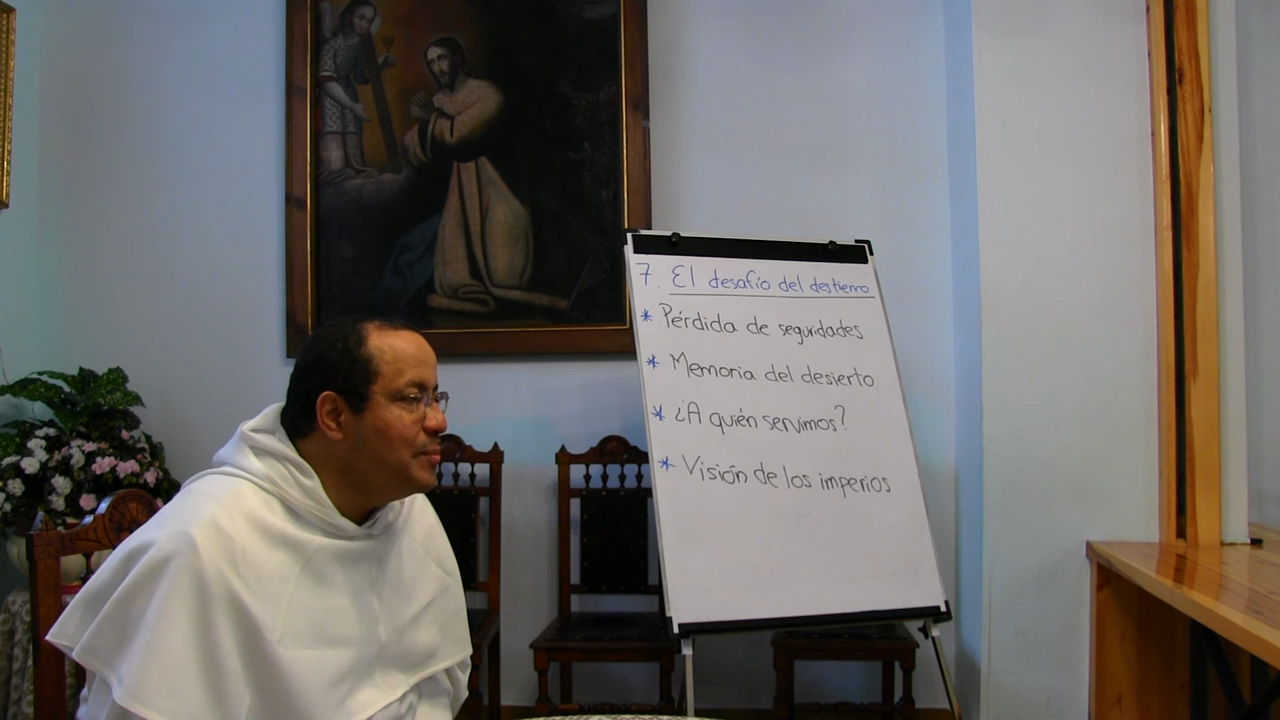 7. El desafío del destierro
* Pérdida de seguridades
* Memoria del desierto
* ¿A quién servimos?
* Visión de los imperios